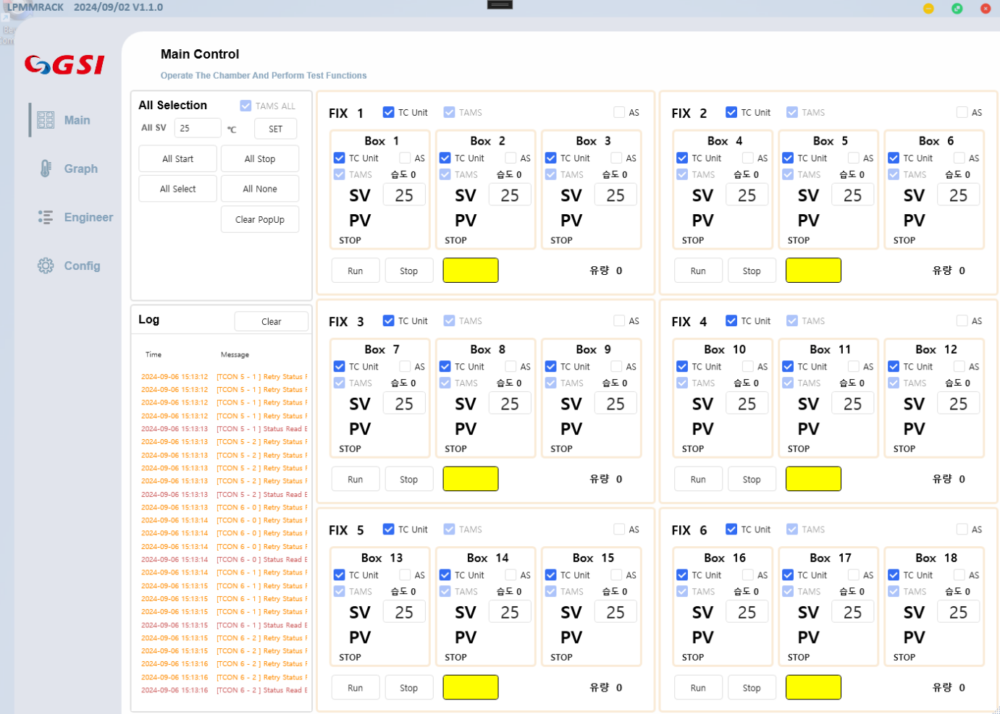 LPMMRACK 2024/09/02 V1.1.0
GSI
Main
Graph
Engineer
Config
Main Control
Operate The Chamber And Perform Test Functions
All Selection TAMS ALL
All SV 25 ℃ SET
All Start All Stop
All Select All None
Clear PopUp
Log Clear
Time Message
2024-09-06 15:13:12 [TCON 5 - 1 ] Retry Status
2024-09-06 15:13:12 [TCON 5 - 1 ] Retry Status
2024-09-06 15:13:12 [TCON 5 - 1 ] Retry Status
2024-09-06 15:13:12 [TCON 5 - 1 ] Retry Status
2024-09-06 15:13:13 [TCON 5 - 1 ] Status Read
2024-09-06 15:13:13 [TCON 5 - 2 ] Retry Status
2024-09-06 15:13:13 [TCON 5 - 2 ] Retry Status
2024-09-06 15:13:13 [TCON 5 - 2 ] Retry Status
2024-09-06 15:13:13 [TCON 5 - 2 ] Retry Status
2024-09-06 15:13:13 [TCON 5 - 2 ] Status Read
2024-09-06 15:13:13 [TCON 6 - 0 ] Retry Status
2024-09-06 15:13:14 [TCON 6 - 0 ] Retry Status
2024-09-06 15:13:14 [TCON 6 - 0 ] Retry Status
2024-09-06 15:13:14 [TCON 6 - 0 ] Retry Status
2024-09-06 15:13:14 [TCON 6 - 0 ] Status Read
2024-09-06 15:13:14 [TCON 6 - 1 ] Retry Status
2024-09-06 15:13:15 [TCON 6 - 1 ] Retry Status
2024-09-06 15:13:15 [TCON 6 - 1 ] Retry Status
2024-09-06 15:13:15 [TCON 6 - 1 ] Retry Status
2024-09-06 15:13:15 [TCON 6 - 1 ] Status Read
2024-09-06 15:13:15 [TCON 6 - 2 ] Retry Status
2024-09-06 15:13:15 [TCON 6 - 2 ] Retry Status
2024-09-06 15:13:16 [TCON 6 - 2 ] Retry Status
2024-09-06 15:13:16 [TCON 6 - 2 ] Retry Status
2024-09-06 15:13:16 [TCON 6 - 2 ] Status Read
FIX 1 TC Unit TAMS AS
Box 1 Box 2 Box 3
TC Unit AS TC Unit AS TC Unit AS
TAMS 습도 0 TAMS 습도 0 TAMS 습도 0
SV 25 SV 25 SV 25
PV PV PV
STOP STOP STOP
Run Stop 유량 0
FIX 2 TC Unit TAMS AS
Box 4 Box 5 Box 6
TC Unit AS TC Unit AS TC Unit AS
TAMS 습도 0 TAMS 습도 0 TAMS 습도 0
SV 25 SV 25 SV 25
PV PV PV
STOP STOP STOP
Run Stop 유량 0
FIX 3 TC Unit TAMS AS
Box 7 Box 8 Box 9
TC Unit AS TC Unit AS TC Unit AS
TAMS 습도 0 TAMS 습도 0 TAMS 습도 0
SV 25 SV 25 SV 25
PV PV PV
STOP STOP STOP
Run Stop 유량 0
FIX 4 TC Unit TAMS AS
Box 10 Box 11 Box 12
TC Unit AS TC Unit AS TC Unit AS
TAMS 습도 0 TAMS 습도 0 TAMS 습도 0
SV 25 SV 25 SV 25
PV PV PV
STOP STOP STOP
Run Stop 유량 0
FIX 5 TC Unit TAMS AS
Box 13 Box 14 Box 15
TC Unit AS TC Unit AS TC Unit AS
TAMS 습도 0 TAMS 습도 0 TAMS 습도 0
SV 25 SV 25 SV 25
PV PV PV
STOP STOP STOP
Run Stop 유량 0
FIX 6 TC Unit TAMS AS
Box 16 Box 17 Box 18
TC Unit AS TC Unit AS TC Unit AS
TAMS 습도 0 TAMS 습도 0 TAMS 습도 0
SV 25 SV 25 SV 25
PV PV PV
STOP STOP STOP
Run Stop 유량 0